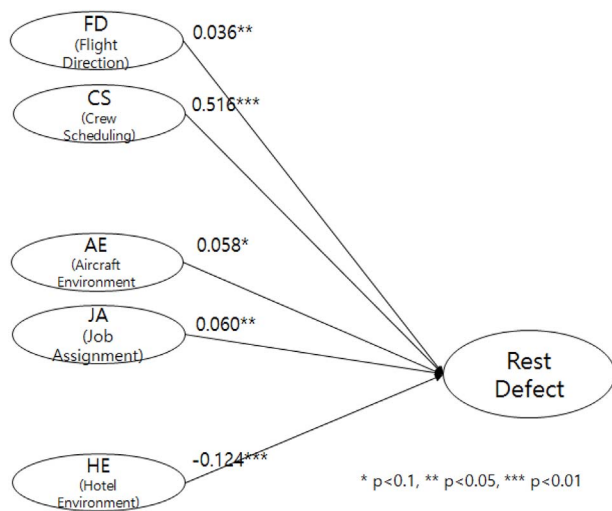 FD
(Flight
Direction)
0.036**
CS
(Crew
Scheduling)
0.516***
AE
(Aircraft
Environment
0.058*
JA
(Job
Assignment)
0.060**
Rest
Defect
HE
(Hotel
Environment)
-0.124***
* p<0.1, ** p<0.05, *** p<0.01